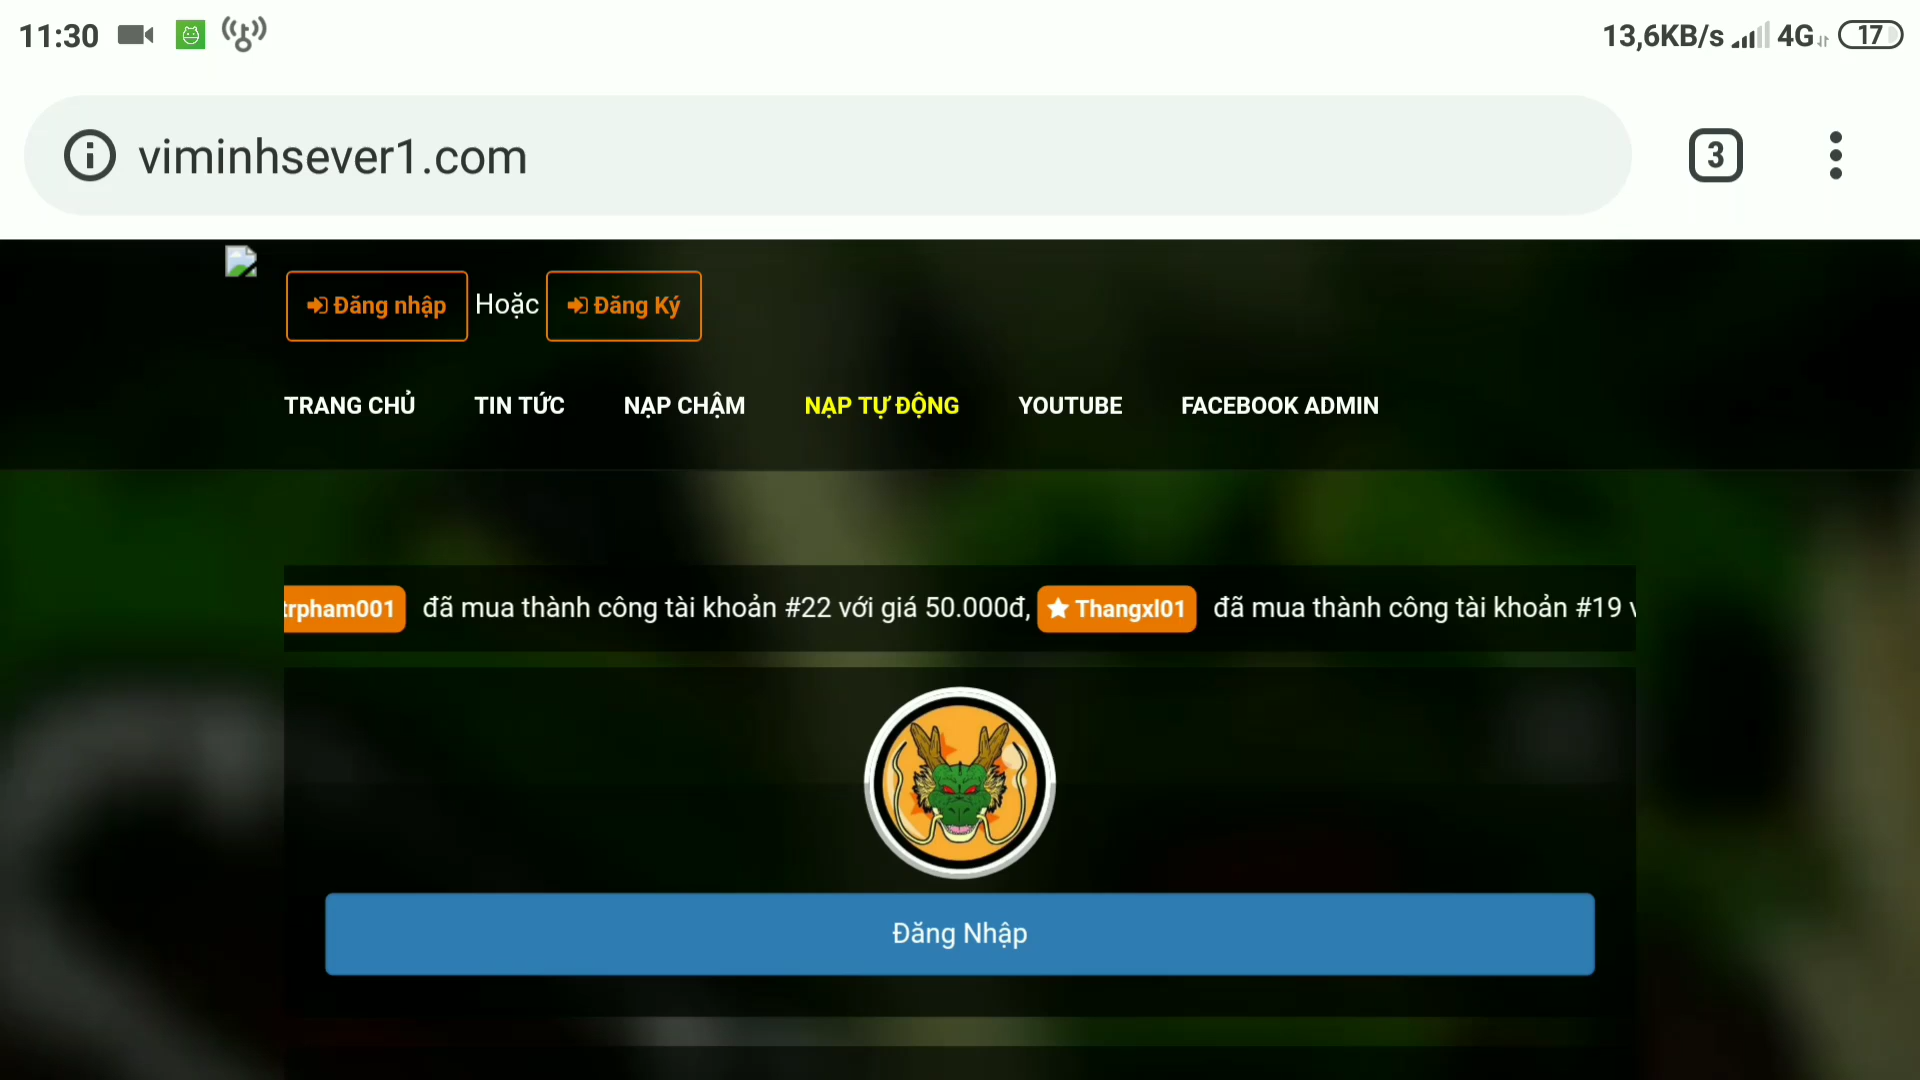 11:30
13,6KB/s 4G 17
viminhsever1.com
3
Đăng nhập Hoặc Đăng Ký
TRANG CHỦ TIN TỨC NẠP CHẬM NẠP TỰ ĐỘNG YOUTUBE FACEBOOK ADMIN
trpham001 đã mua thành công tài khoản #22 với giá 50.000đ, Thangxl01 đã mua thành công tài khoản #19
Đăng Nhập